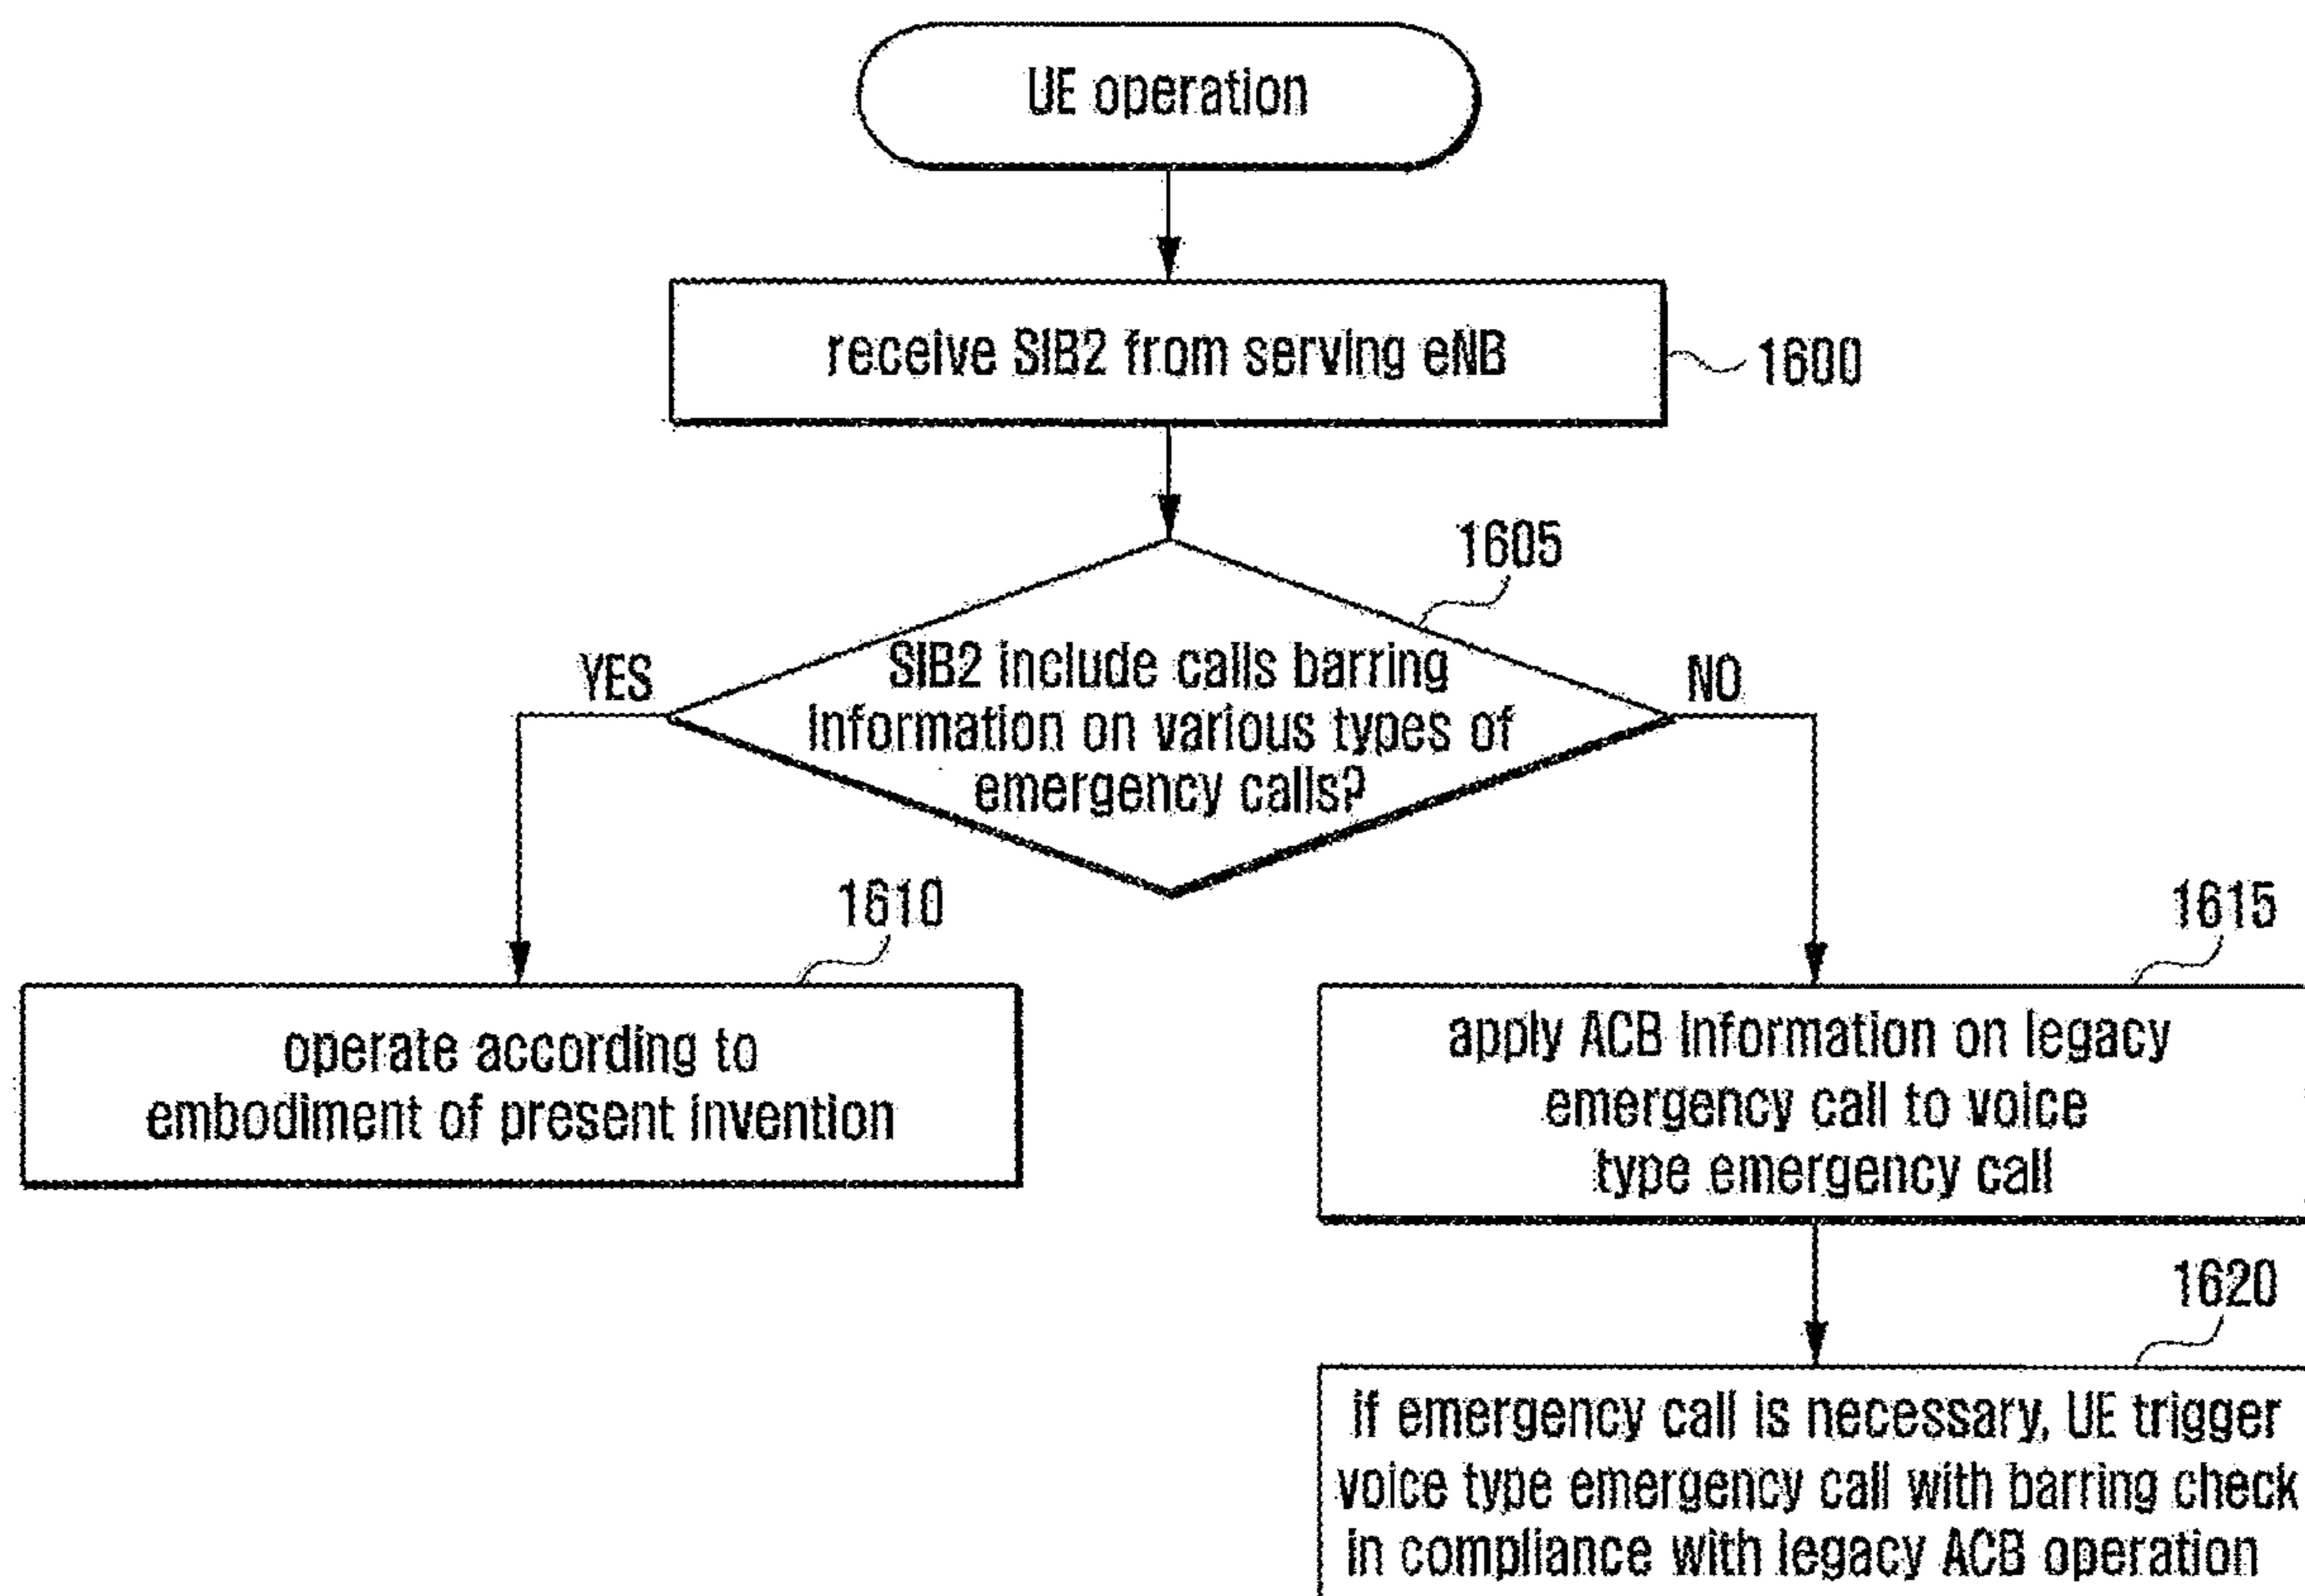 UE operation
receive SIB2 from serving eNB
1600
1605
SIB2 include calls barring
information on various types of
emergency calls?
YES
NO
1610
operate according to
embodiment of present invention
1615
apply ACB information on legacy
emergency call to voice
type emergency call
1620
if emergency call is necessary, UE trigger
voice type emergency call with barring check
in compliance with legacy ACB operation